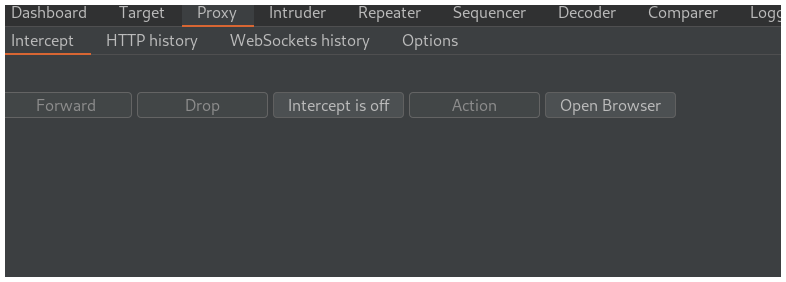 Dashboard Target Proxy Intruder Repeater Sequencer Decoder Comparer Logg
Intercept HTTP history WebSockets history Options
Forward Drop Intercept is off Action Open Browser